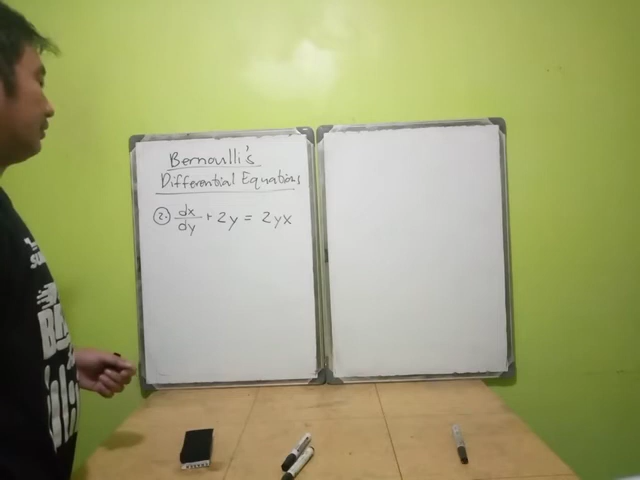 Bernoulli's
Differential Equations
2. dx/dy + 2y = 2yx